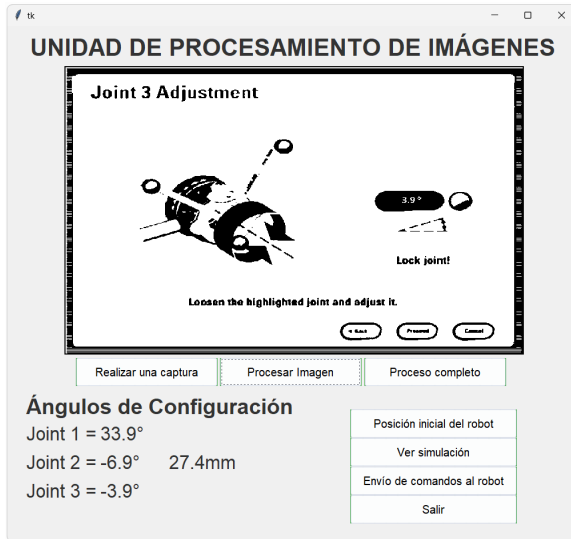 tk
UNIDAD DE PROCESAMIENTO DE IMÁGENES
Joint 3 Adjustment
3.9 °
Lock joint!
Loosen the highlighted joint and adjust it.
Proceed Cancel
Realizar una captura Procesar Imagen Proceso completo
Ángulos de Configuración
Joint 1 = 33.9°
Joint 2 = -6.9° 27.4mm
Joint 3 = -3.9°
Posición inicial del robot
Ver simulación
Envío de comandos al robot
Salir